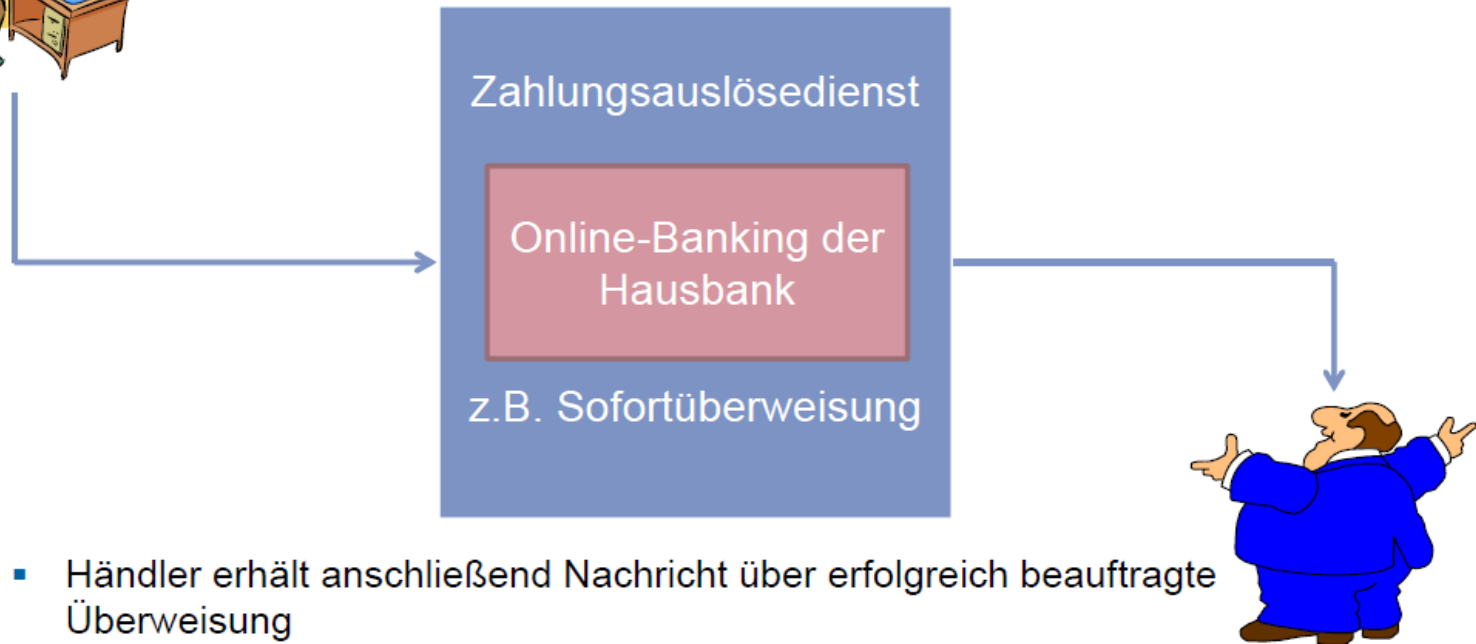 Zahlungsauslösedienst
Online-Banking der
Hausbank
z.B. Sofortüberweisung
▪ Händler erhält anschließend Nachricht über erfolgreich beauftragte
Überweisung